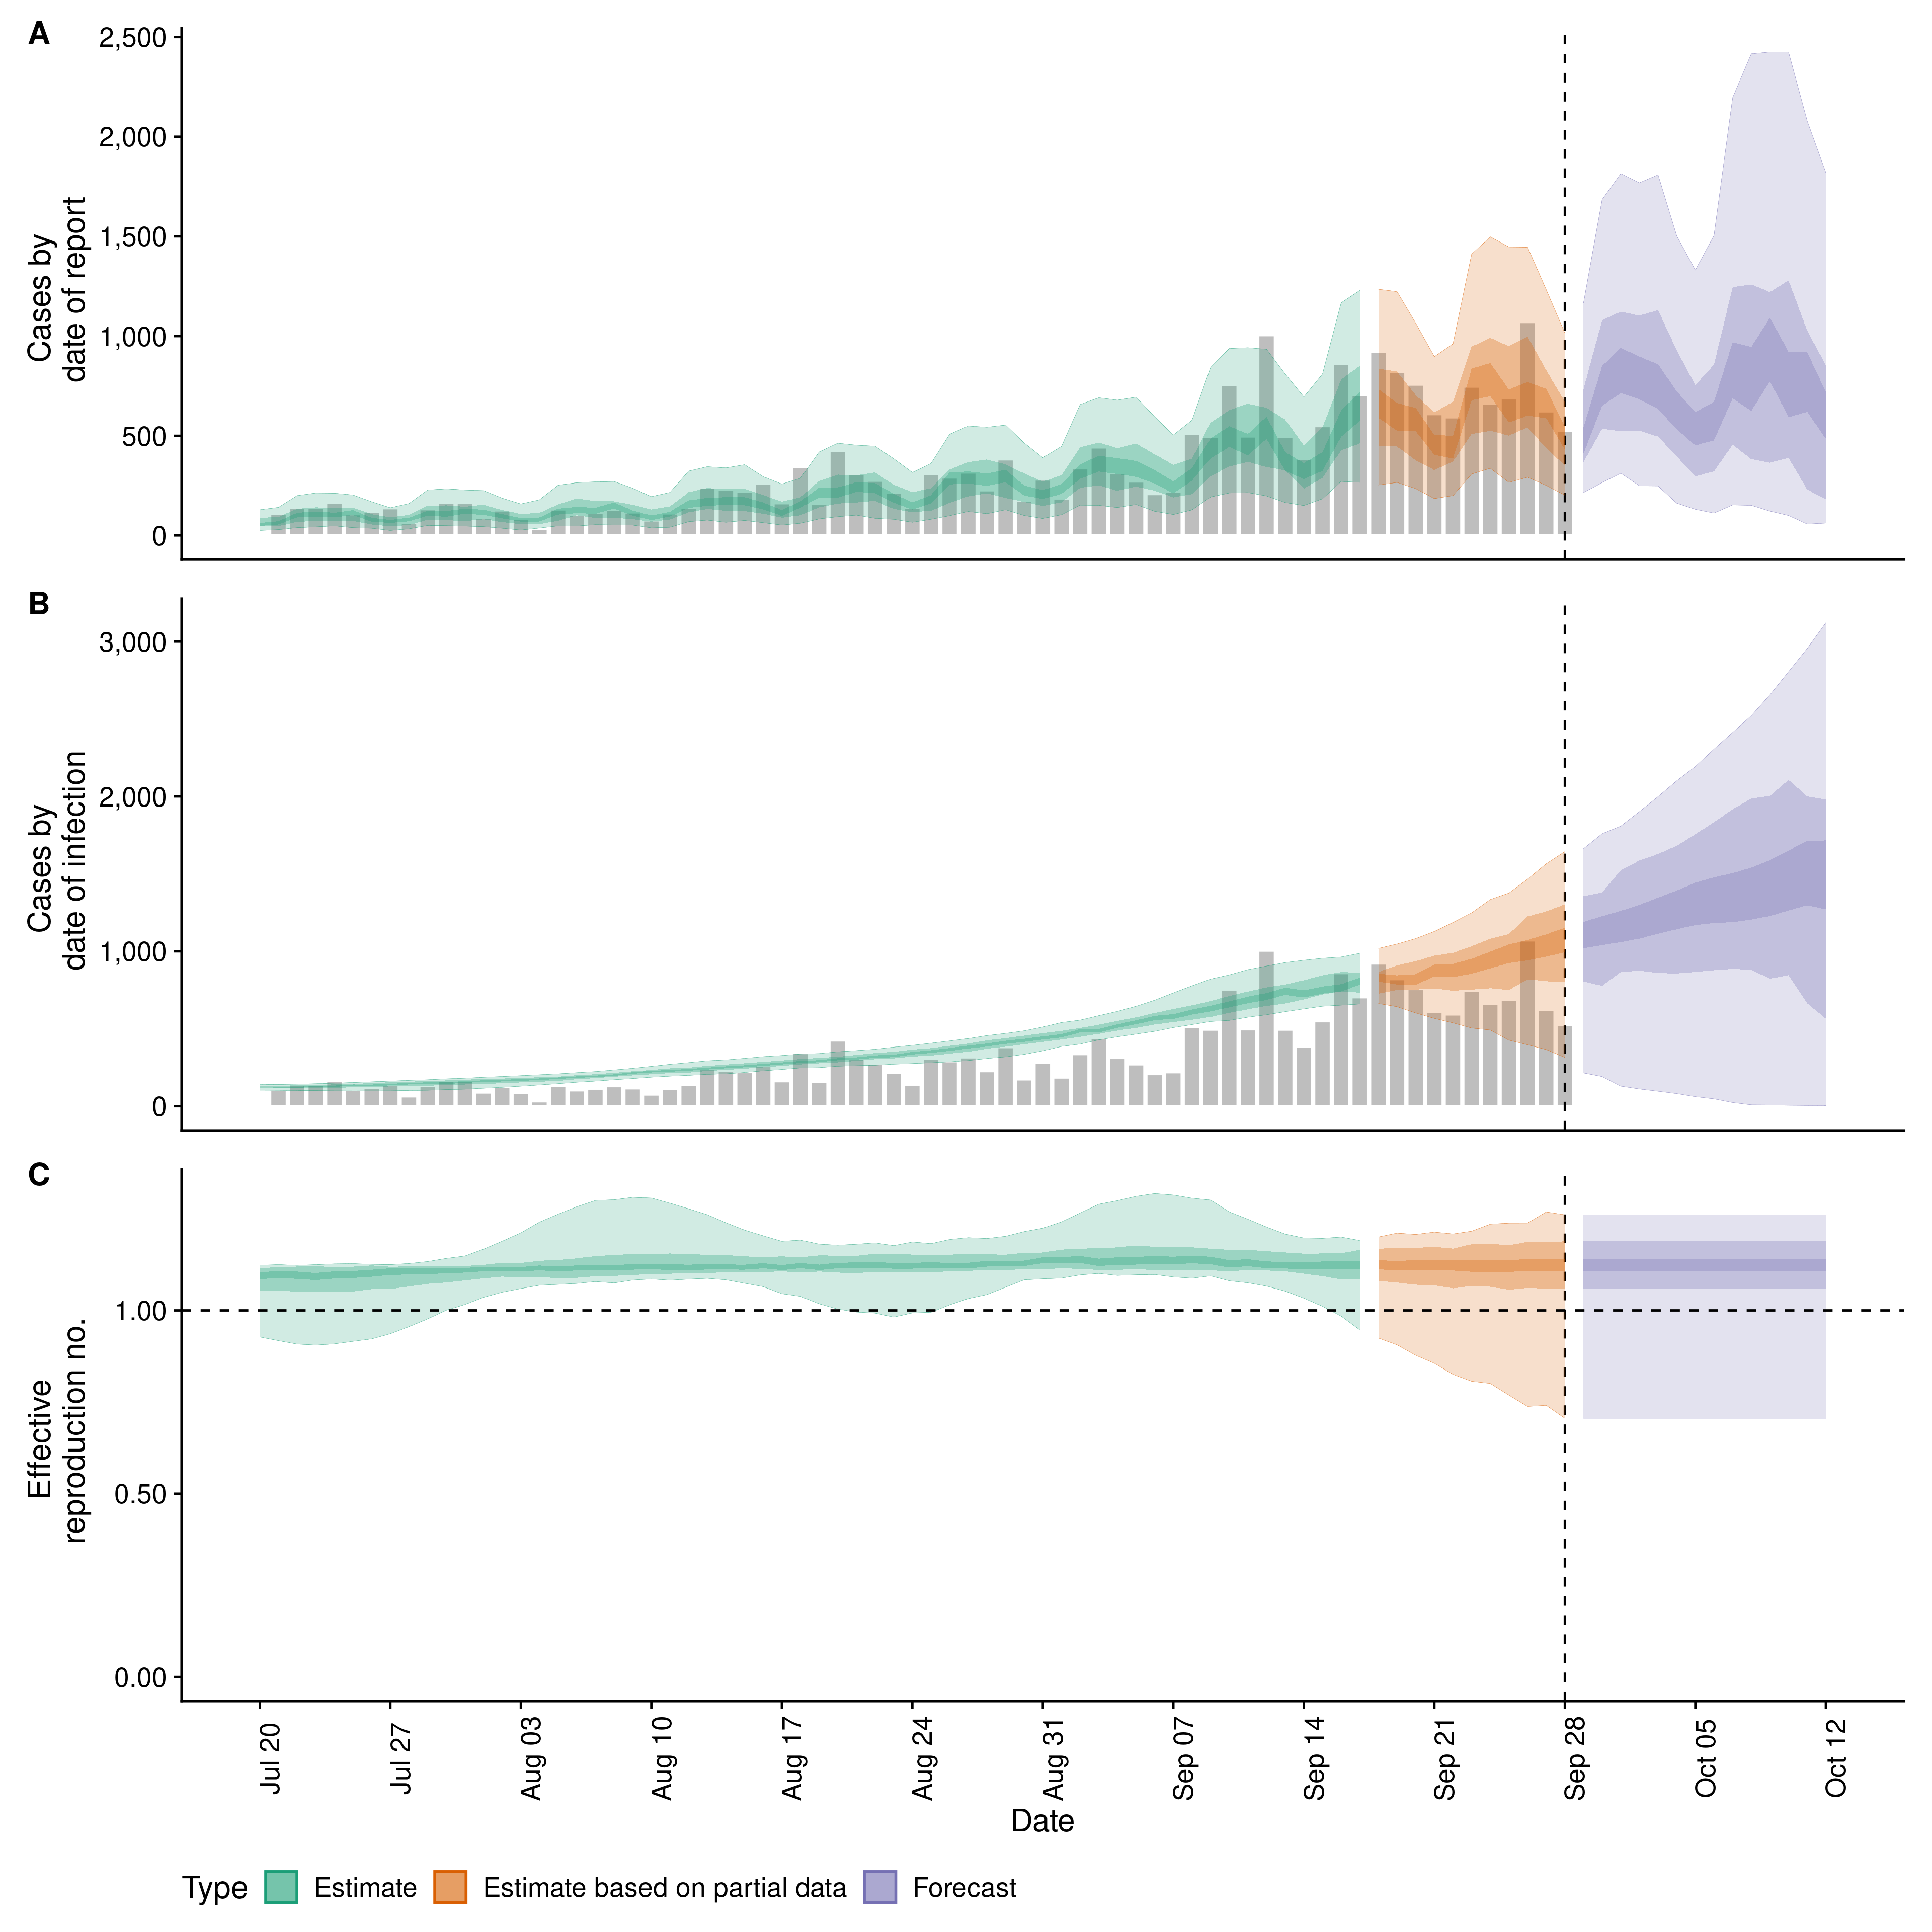 A
2,500
2,000
1,500
1,000
500
0
Cases by
date of report
B
3,000
2,000
1,000
0
Cases by
date of infection
C
1.00
0.50
0.00
Effective
reproduction no.
Jul 20
Jul 27
Aug 03
Aug 10
Aug 17
Aug 24
Aug 31
Sep 07
Sep 14
Sep 21
Sep 28
Oct 05
Oct 12
Date
Type Estimate Estimate based on partial data Forecast